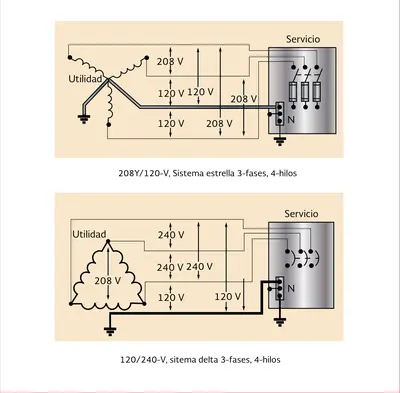 Servicio
208 V
Utilidad
120 V
120 V
208 V
120 V
208 V
N
208Y/120-V, Sistema estrella 3-fases, 4-hilos
Servicio
Utilidad
240 V
240 V
240 V
208 V
120 V
120 V
N
120/240-V, sitema delta 3-fases, 4-hilos